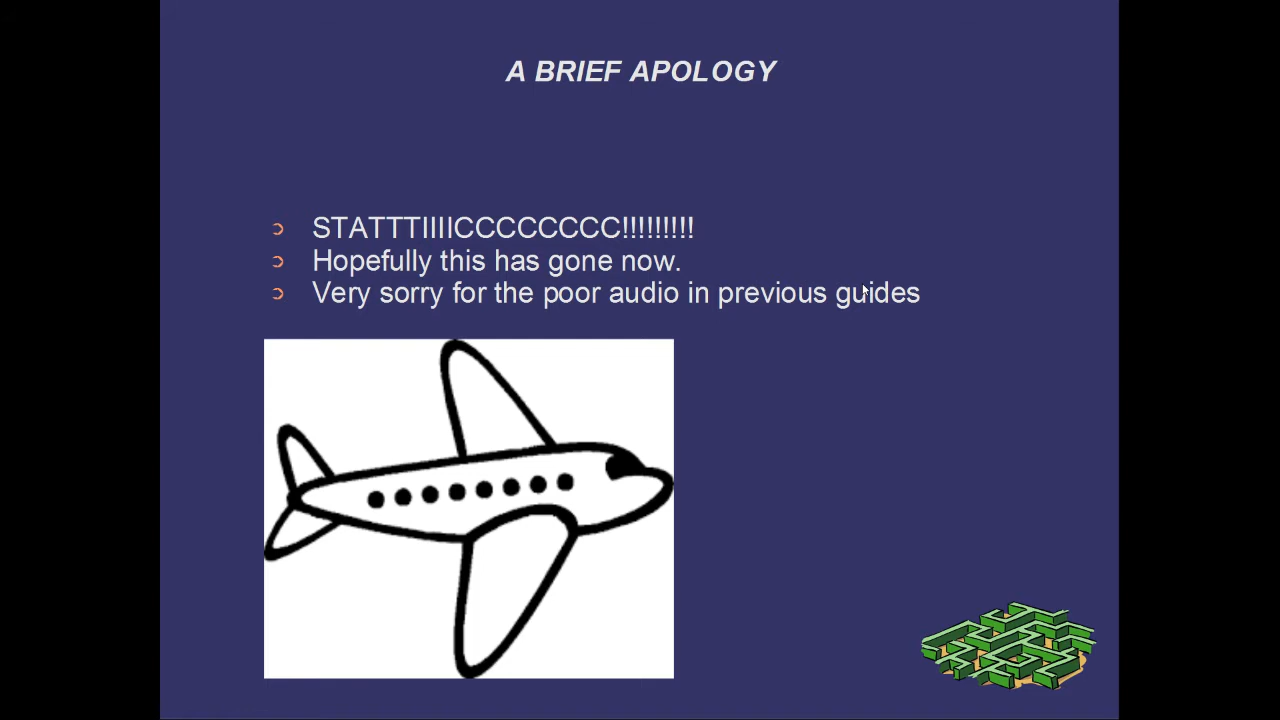 A BRIEF APOLOGY
STATTTIIIICCCCCCCC!!!!!!!!!
Hopefully this has gone now.
Very sorry for the poor audio in previous guides